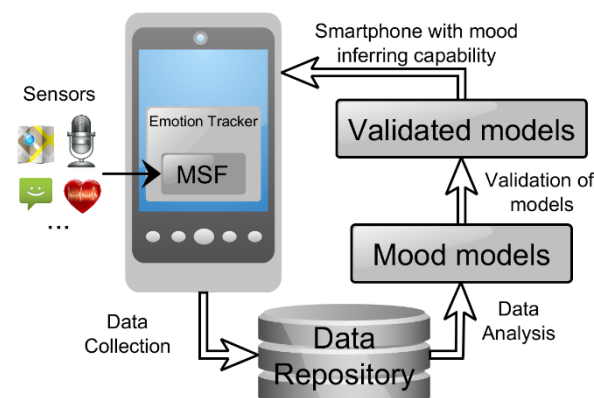 Smartphone with mood
inferring capability
Sensors
Emotion Tracker
MSF
...
Validated models
Validation of
models
Mood models
Data
Collection
Data
Repository
Data
Analysis